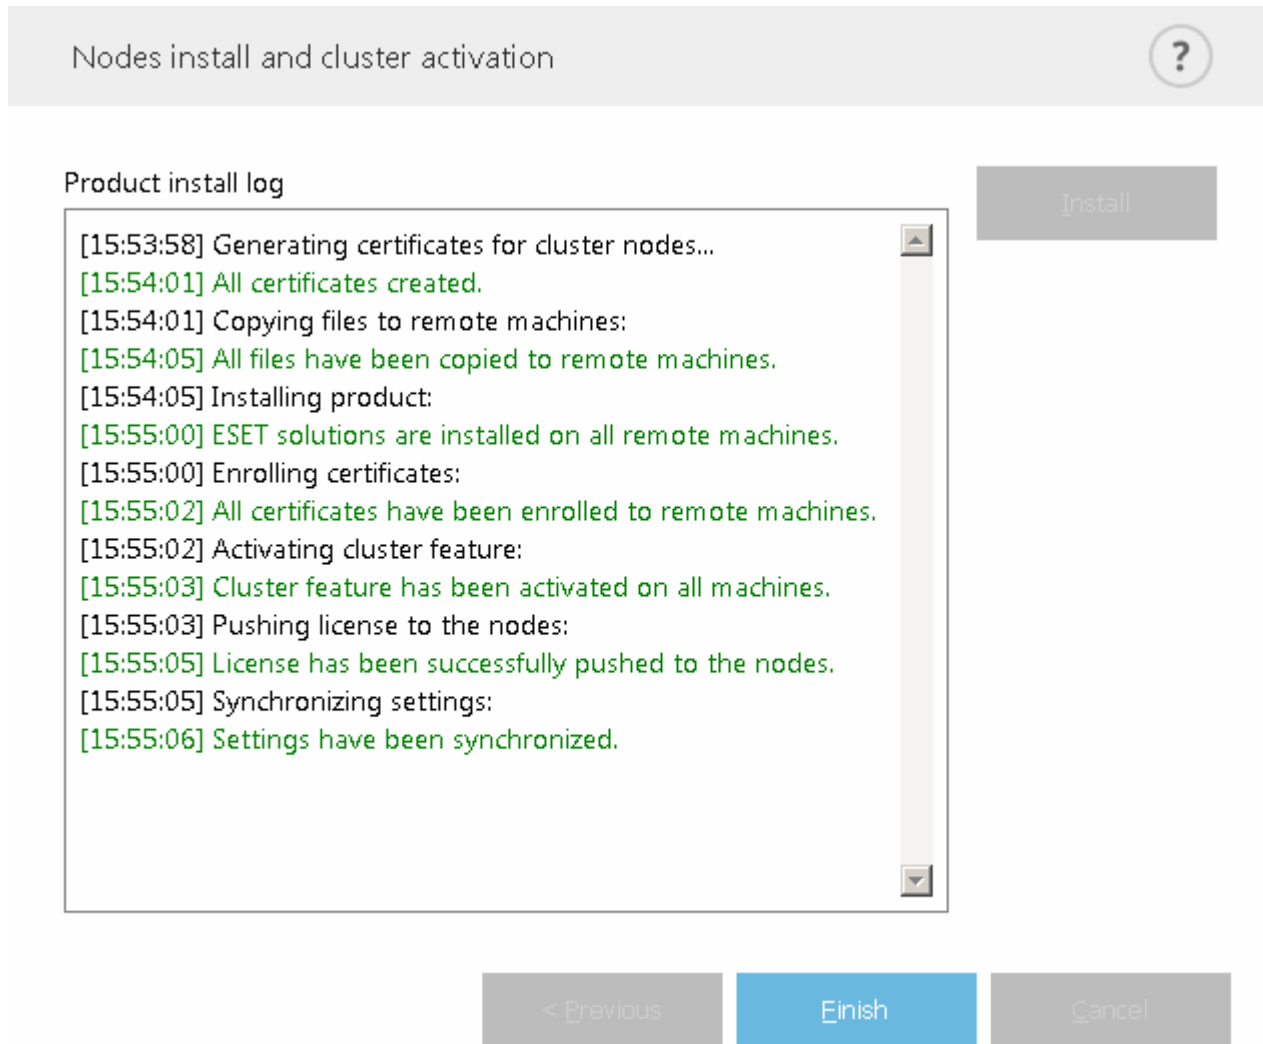 Nodes install and cluster activation
?
Product install log
Install
[15:53:58] Generating certificates for cluster nodes...
[15:54:01] All certificates created.
[15:54:01] Copying files to remote machines:
[15:54:05] All files have been copied to remote machines.
[15:54:05] Installing product:
[15:55:00] ESET solutions are installed on all remote machines.
[15:55:00] Enrolling certificates:
[15:55:02] All certificates have been enrolled to remote machines.
[15:55:02] Activating cluster feature:
[15:55:03] Cluster feature has been activated on all machines.
[15:55:03] Pushing license to the nodes:
[15:55:05] License has been successfully pushed to the nodes.
[15:55:05] Synchronizing settings:
[15:55:06] Settings have been synchronized.
< Previous
Finish
Cancel